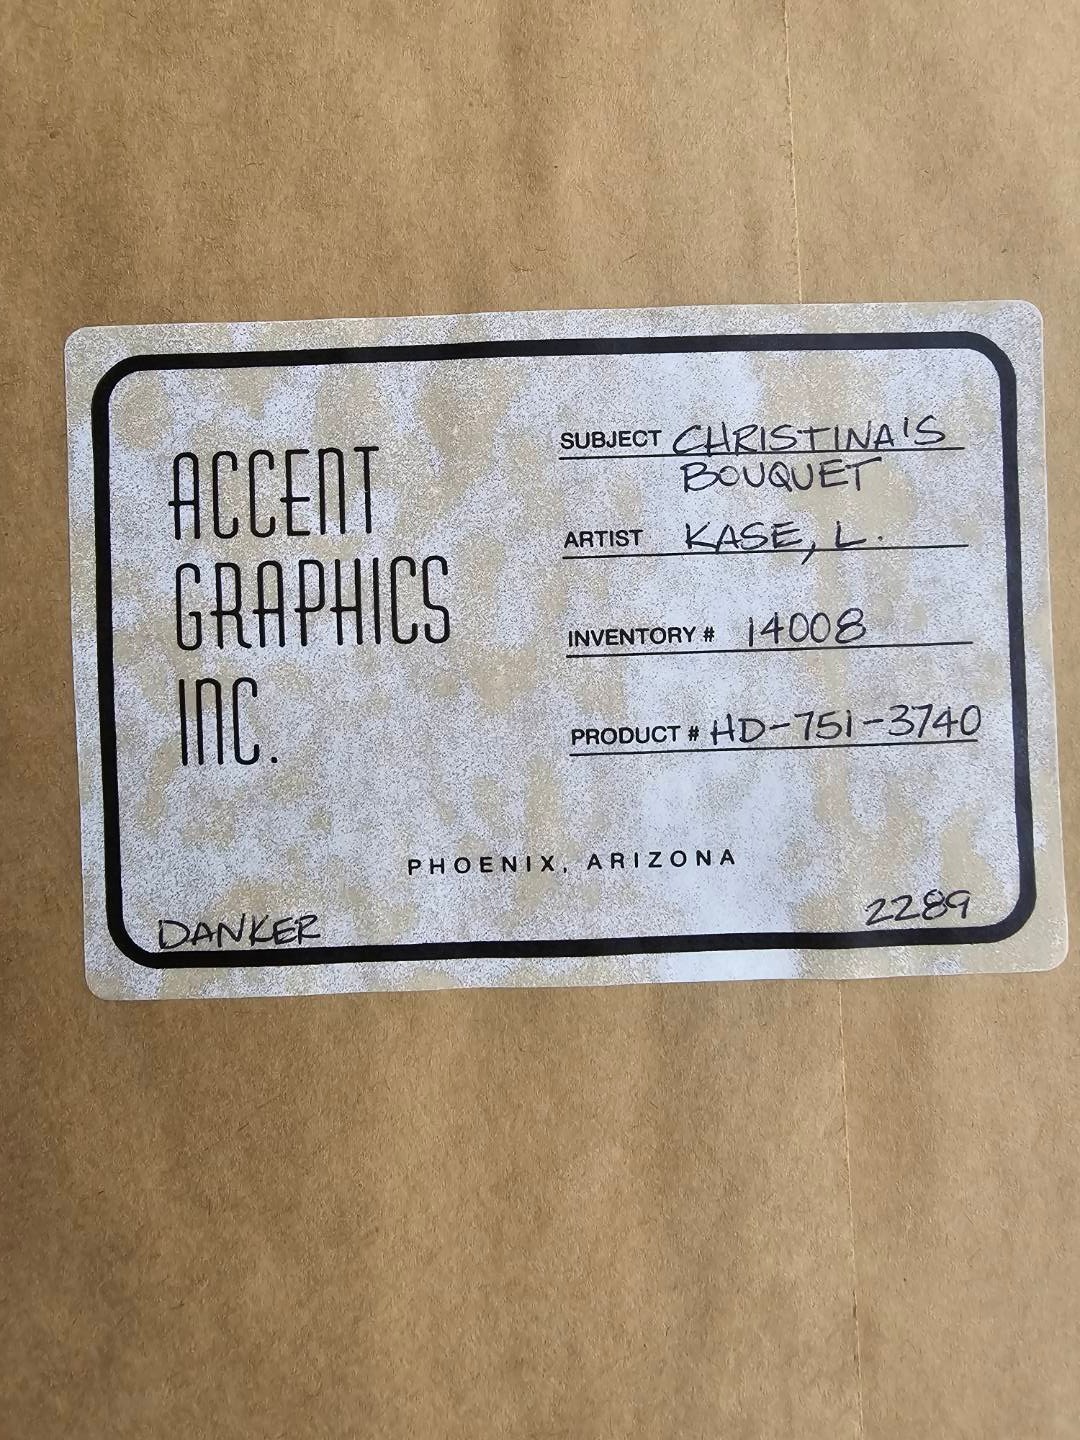 ACCENT
GRAPHICS
INC.
SUBJECT CHRISTINA'S
BOUQUET
ARTIST KASE, L.
INVENTORY # 14008
PRODUCT # HD-751-3740
PHOENIX, ARIZONA
DANKER
2289